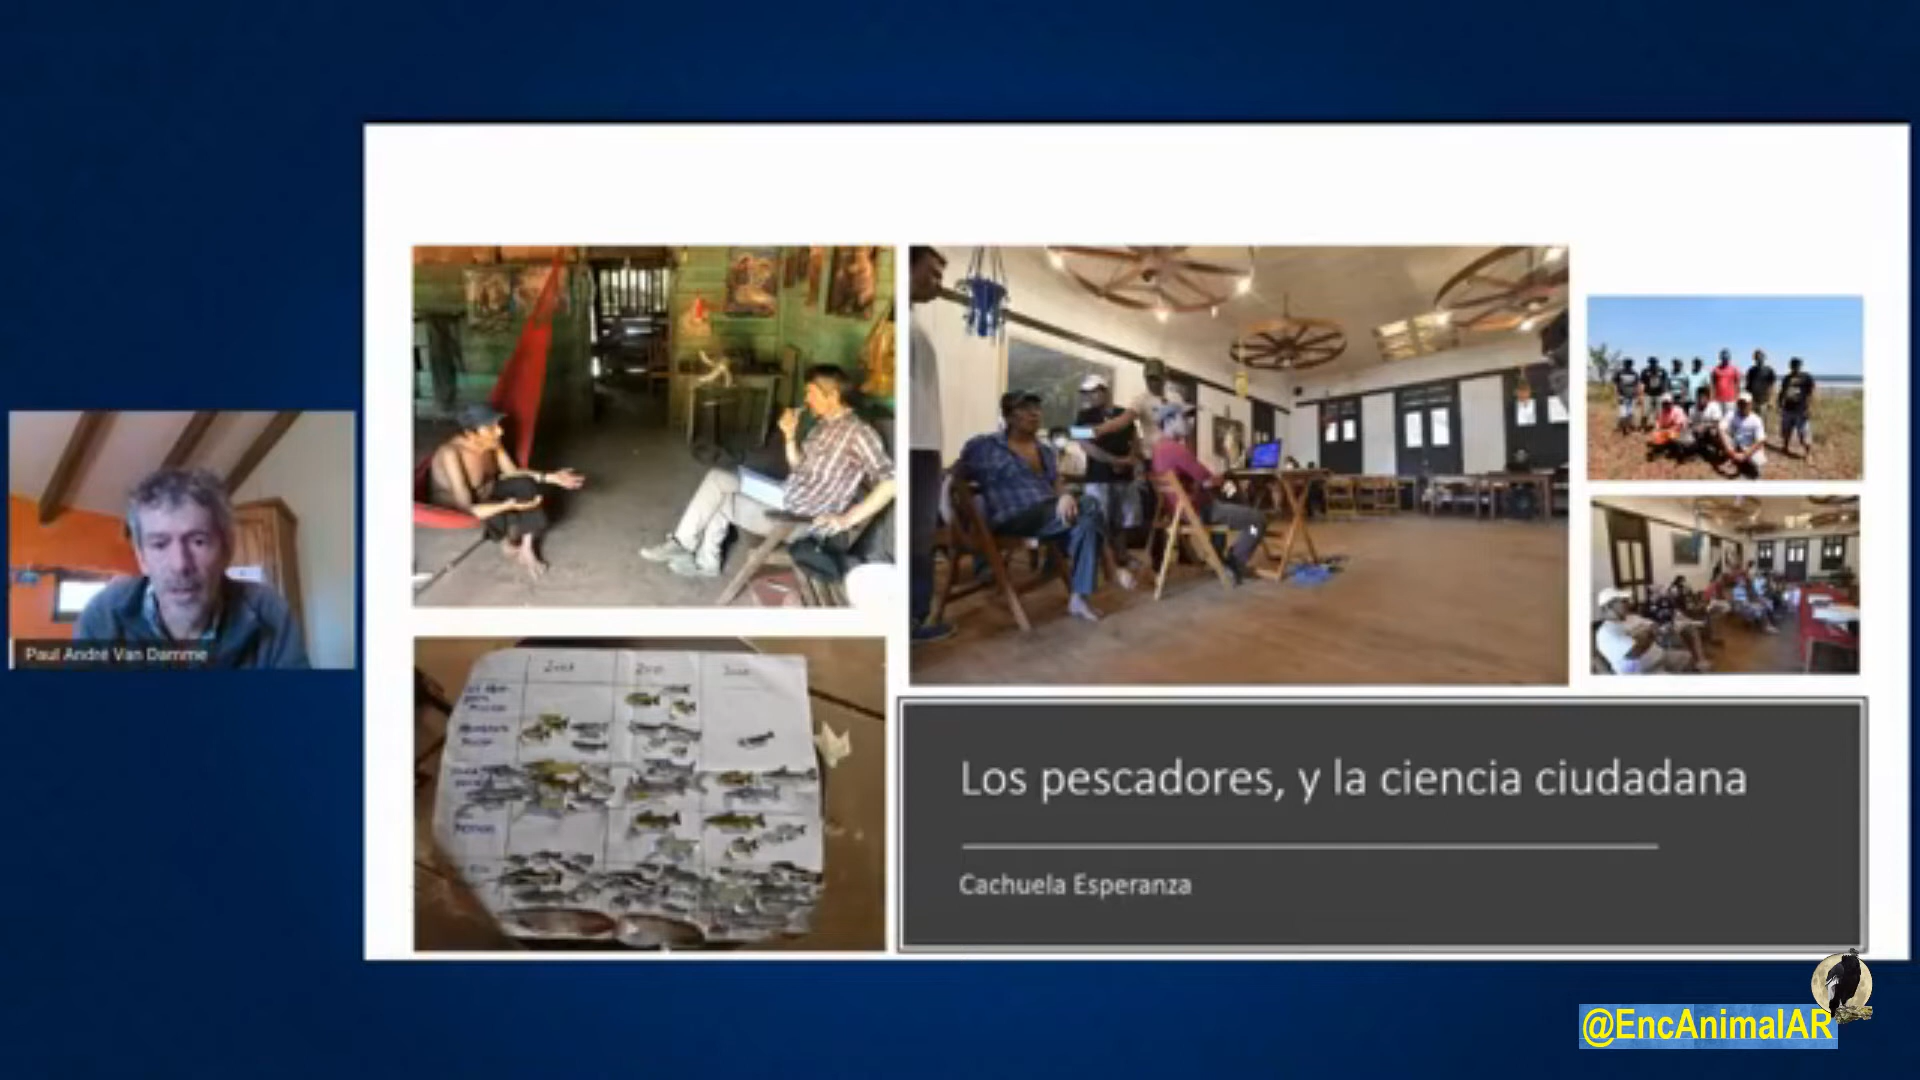 Paul André Van Damme
Los pescadores, y la ciencia ciudadana
Cachuela Esperanza
@EncAnimalAR